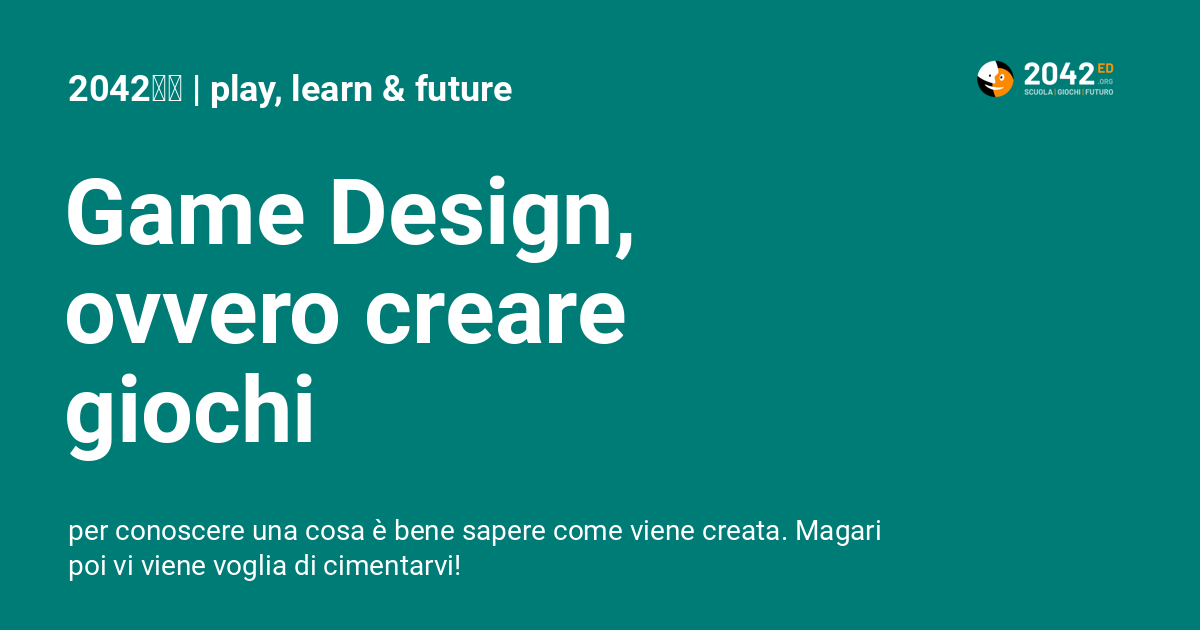 2042 | play, learn & future
2042 ED
.ORG
SCUOLA | GIOCHI | FUTURO
Game Design,
ovvero creare
giochi
per conoscere una cosa è bene sapere come viene creata. Magari
poi vi viene voglia di cimentarvi!